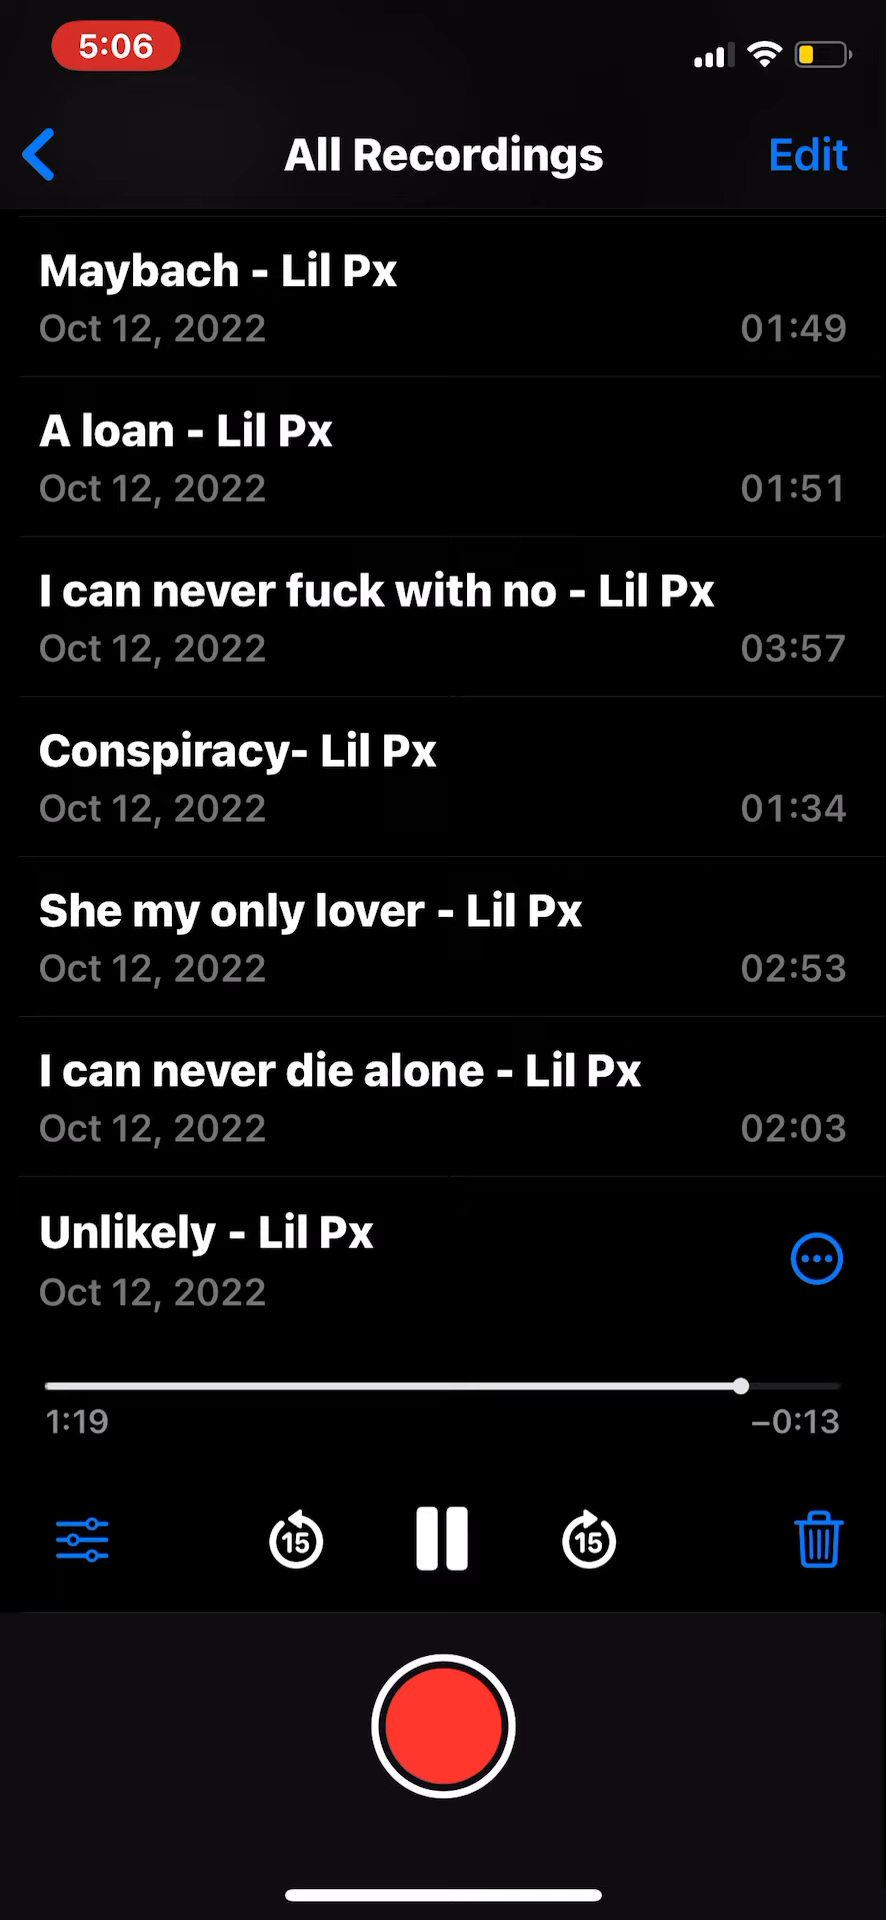 5:06
All Recordings
Edit
Maybach - Lil Px
Oct 12, 2022
01:49
A loan - Lil Px
Oct 12, 2022
01:51
I can never fuck with no - Lil Px
Oct 12, 2022
03:57
Conspiracy- Lil Px
Oct 12, 2022
01:34
She my only lover - Lil Px
Oct 12, 2022
02:53
I can never die alone - Lil Px
Oct 12, 2022
02:03
Unlikely - Lil Px
Oct 12, 2022
1:19
−0:13
15
15